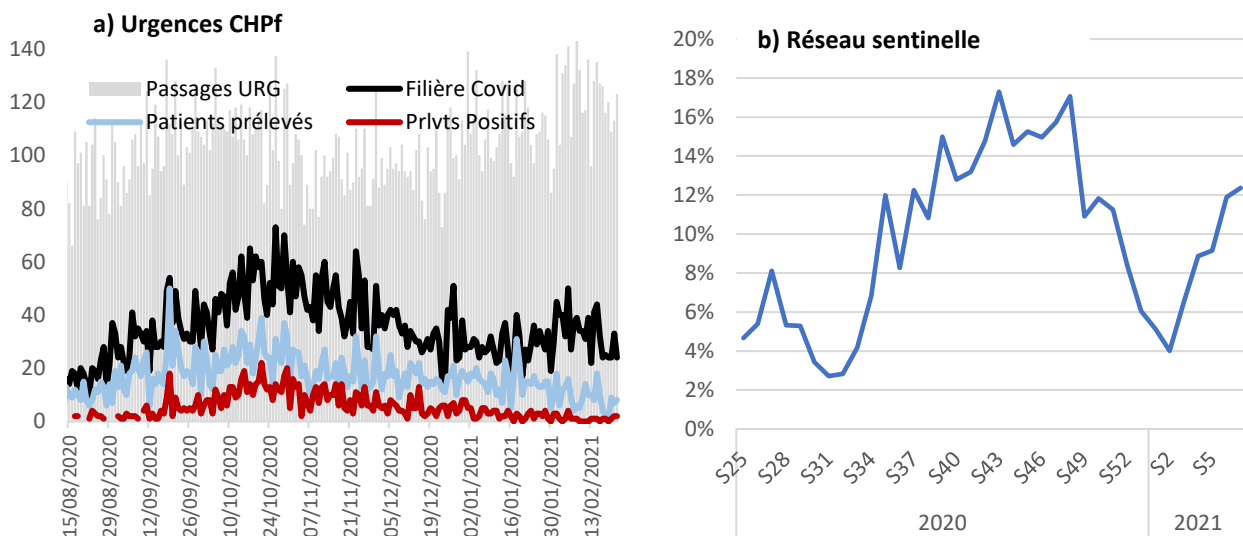 a) Urgences CHPf
140
120
100
80
60
40
20
0
Passages URG
Filière Covid
Patients prélevés
Prlvts Positifs
15/08/2020
29/08/2020
12/09/2020
26/09/2020
10/10/2020
24/10/2020
07/11/2020
21/11/2020
05/12/2020
19/12/2020
02/01/2021
16/01/2021
30/01/2021
13/02/2021
b) Réseau sentinelle
20%
18%
16%
14%
12%
10%
8%
6%
4%
2%
0%
S25
S28
S31
S34
S37
S40
S43
S46
S49
S52
S2
S5
2020
2021